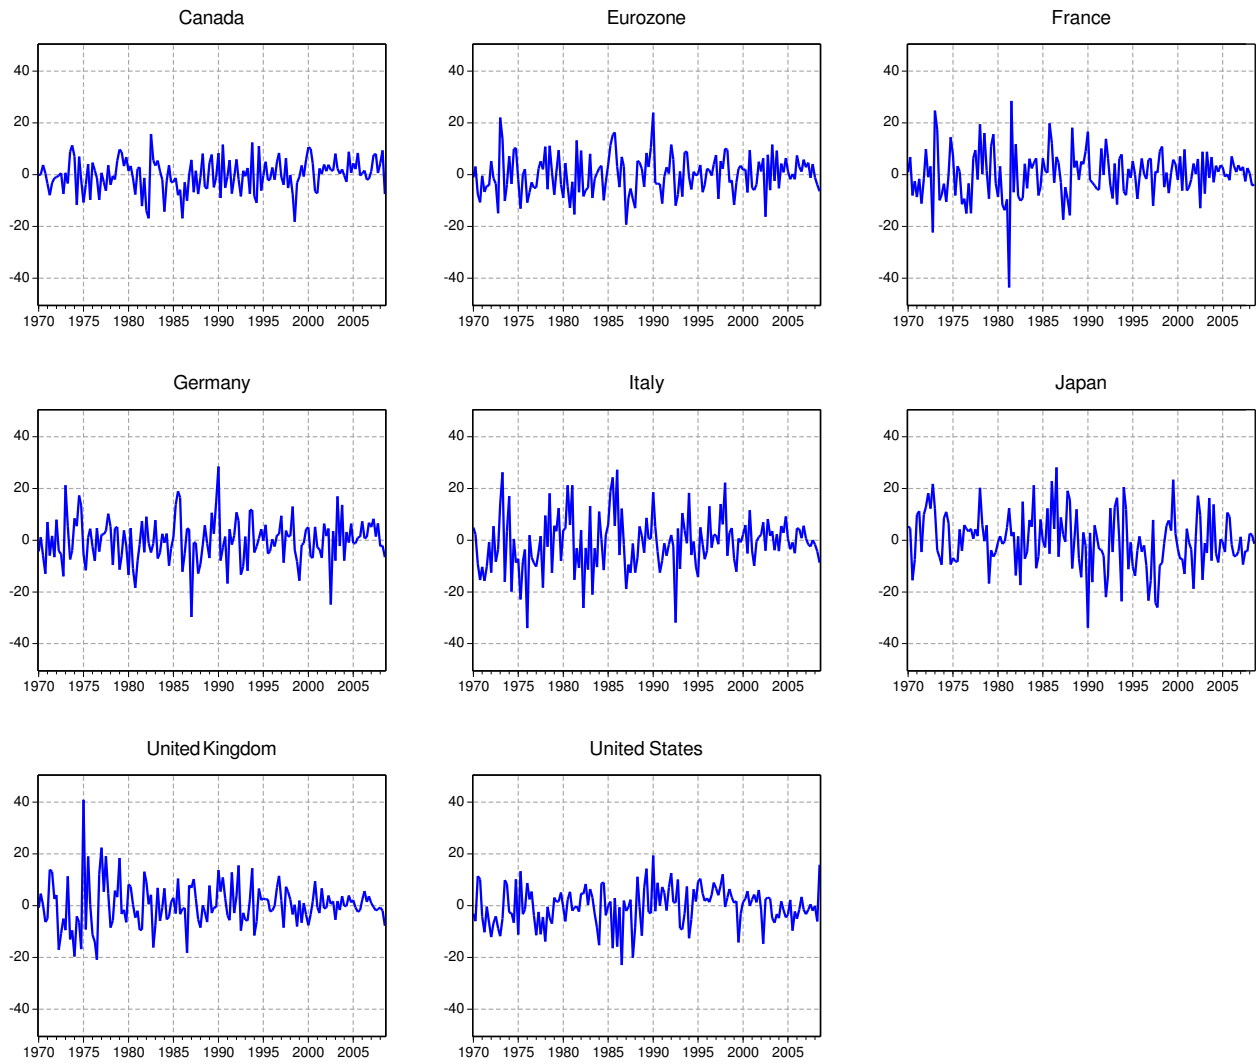 Canada Eurozone France
40 40 40
20 20 20
0 0 0
-20 -20 -20
-40 -40 -40
1970 1975 1980 1985 1990 1995 2000 2005 1970 1975 1980 1985 1990 1995 2000 2005 1970 1975 1980 1985 1990 1995 2000 2005
Germany Italy Japan
40 40 40
20 20 20
0 0 0
-20 -20 -20
-40 -40 -40
1970 1975 1980 1985 1990 1995 2000 2005 1970 1975 1980 1985 1990 1995 2000 2005 1970 1975 1980 1985 1990 1995 2000 2005
United Kingdom United States
40 40
20 20
0 0
-20 -20
-40 -40
1970 1975 1980 1985 1990 1995 2000 2005 1970 1975 1980 1985 1990 1995 2000 2005